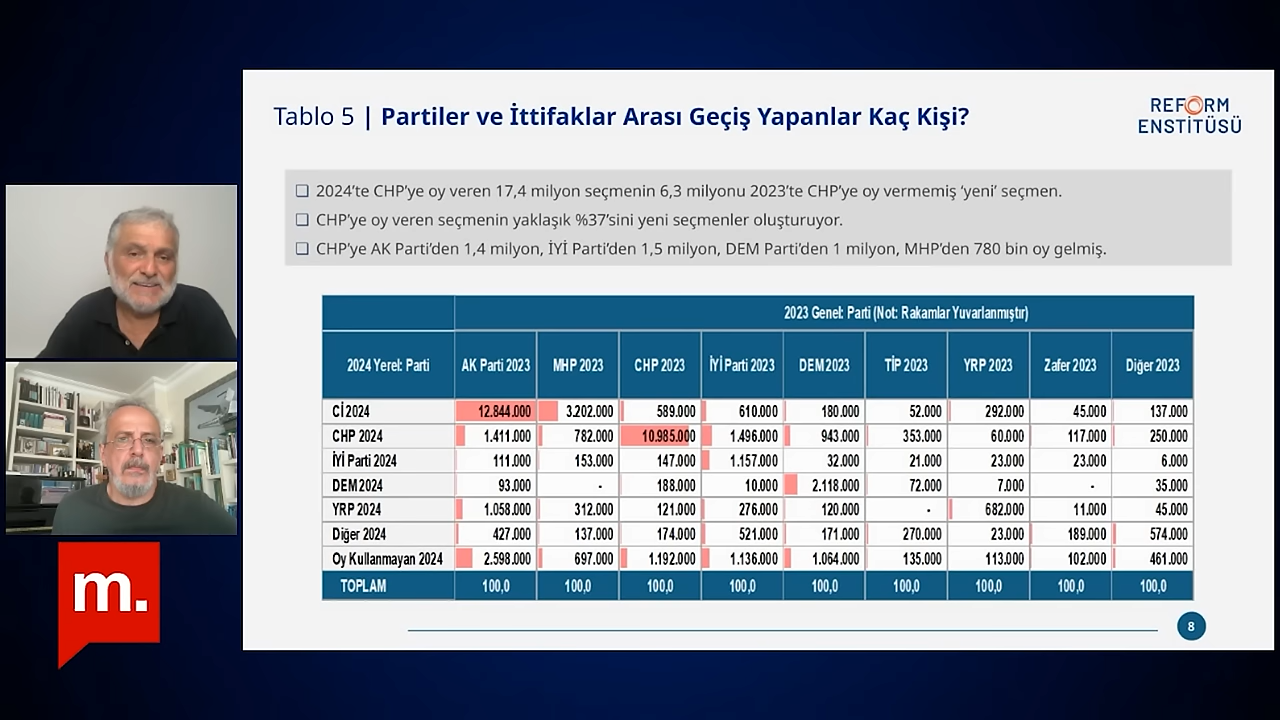 Tablo 5 | Partiler ve İttifaklar Arası Geçiş Yapanlar Kaç Kişi?
REFORM
ENSTİTÜSÜ
❑ 2024’te CHP’ye oy veren 17,4 milyon seçmenin 6,3 milyonu 2023’te CHP’ye oy vermemiş ‘yeni’ seçmen.
❑ CHP’ye oy veren seçmenin yaklaşık %37’sini yeni seçmenler oluşturuyor.
❑ CHP’ye AK Parti’den 1,4 milyon, İYİ Parti’den 1,5 milyon, DEM Parti’den 1 milyon, MHP’den 780 bin oy gelmiş.
2023 Genel: Parti (Not: Rakamlar Yuvarlanmıştır)
2024 Yerel: Parti AK Parti 2023 MHP 2023 CHP 2023 İYİ Parti 2023 DEM 2023 TİP 2023 YRP 2023 Zafer 2023 Diğer 2023
Cİ 2024 12.844.000 3.202.000 589.000 610.000 180.000 52.000 292.000 45.000 137.000
CHP 2024 1.411.000 782.000 10.985.000 1.496.000 943.000 353.000 60.000 117.000 250.000
İYİ Parti 2024 111.000 153.000 147.000 1.157.000 32.000 21.000 23.000 23.000 6.000
DEM 2024 93.000 - 188.000 10.000 2.118.000 72.000 7.000 - 35.000
YRP 2024 1.058.000 312.000 121.000 276.000 120.000 - 682.000 11.000 45.000
Diğer 2024 427.000 137.000 174.000 521.000 171.000 270.000 23.000 189.000 574.000
Oy Kullanmayan 2024 2.598.000 697.000 1.192.000 1.136.000 1.064.000 135.000 113.000 102.000 461.000
TOPLAM 100,0 100,0 100,0 100,0 100,0 100,0 100,0 100,0 100,0
8
m.